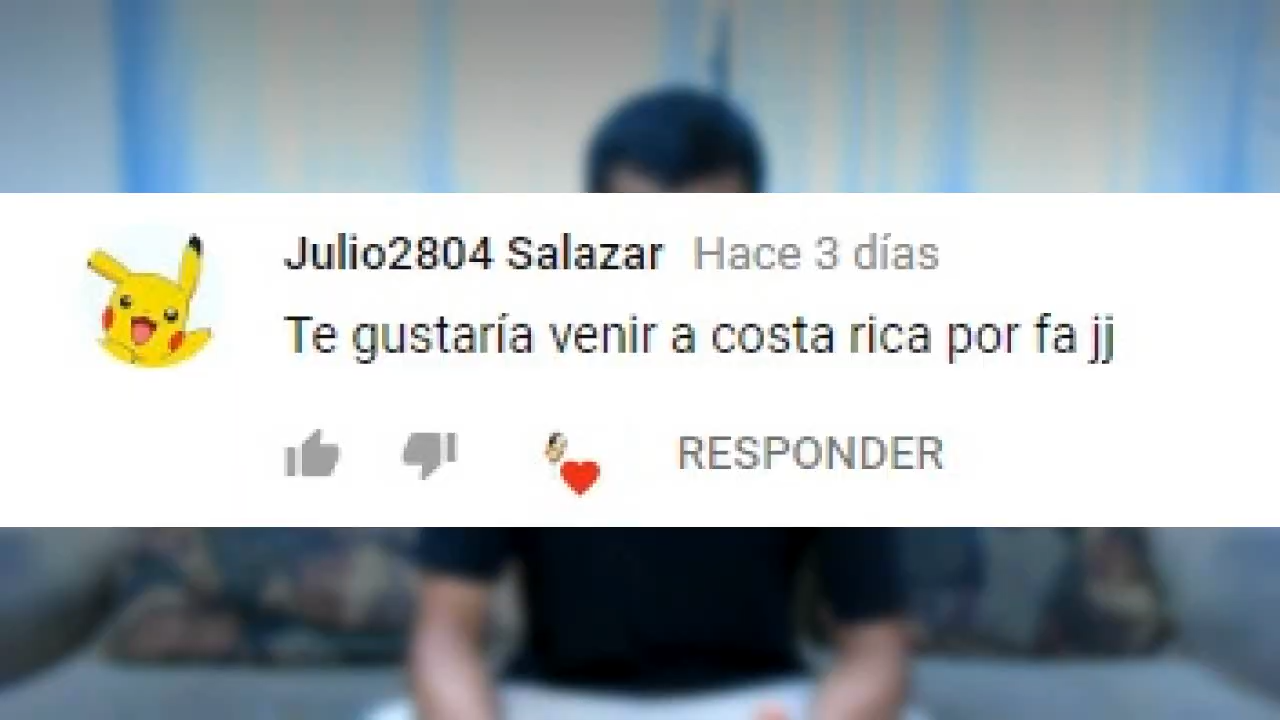 Julio2804 Salazar Hace 3 días
Te gustaría venir a costa rica por fa jj
RESPONDER